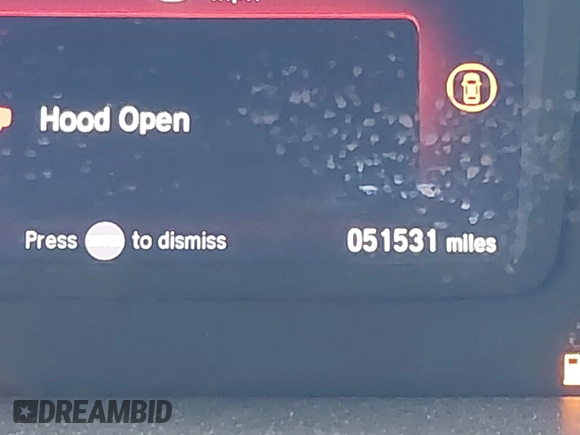 Hood Open
Press to dismiss
051531 miles
DREAMBID